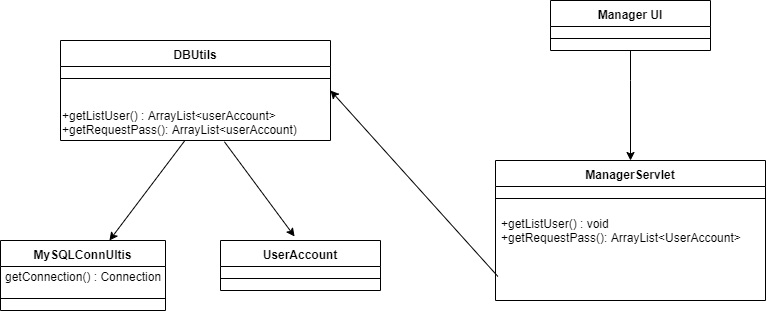 Manager UI
DBUtils
+getListUser() : ArrayList<userAccount>
+getRequestPass(): ArrayList<userAccount)
ManagerServlet
+getListUser() : void
+getRequestPass(): ArrayList<UserAccount>
MySQLConnUltis
getConnection() : Connection
UserAccount